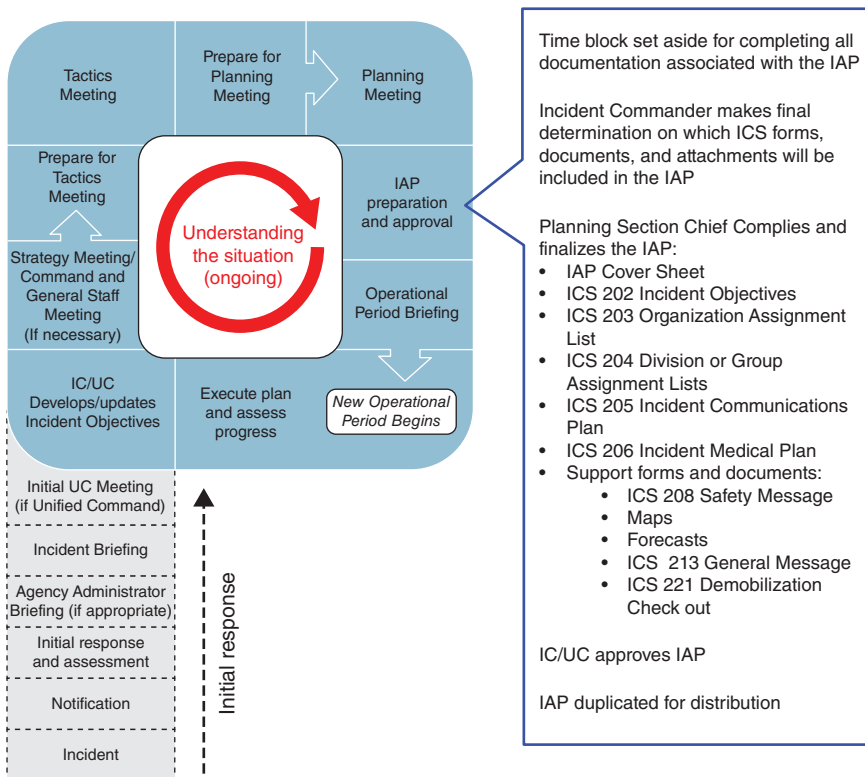 Tactics
Meeting
Prepare for
Planning
Meeting
Planning
Meeting
Prepare for
Tactics
Meeting
Understanding
the situation
(ongoing)
IAP
preparation
and approval
Strategy Meeting/
Command and
General Staff
Meeting
(If necessary)
Operational
Period Briefing
IC/UC
Develops/updates
Incident Objectives
Execute plan
and assess
progress
New Operational
Period Begins
Initial UC Meeting
(if Unified Command)
Incident Briefing
Agency Administrator
Briefing (if appropriate)
Initial response
and assessment
Notification
Incident
Initial response
Time block set aside for completing all
documentation associated with the IAP
Incident Commander makes final
determination on which ICS forms,
documents, and attachments will be
included in the IAP
Planning Section Chief Complies and
finalizes the IAP:
• IAP Cover Sheet
• ICS 202 Incident Objectives
• ICS 203 Organization Assignment
List
• ICS 204 Division or Group
Assignment Lists
• ICS 205 Incident Communications
Plan
• ICS 206 Incident Medical Plan
• Support forms and documents:
• ICS 208 Safety Message
• Maps
• Forecasts
• ICS 213 General Message
• ICS 221 Demobilization
Check out
IC/UC approves IAP
IAP duplicated for distribution